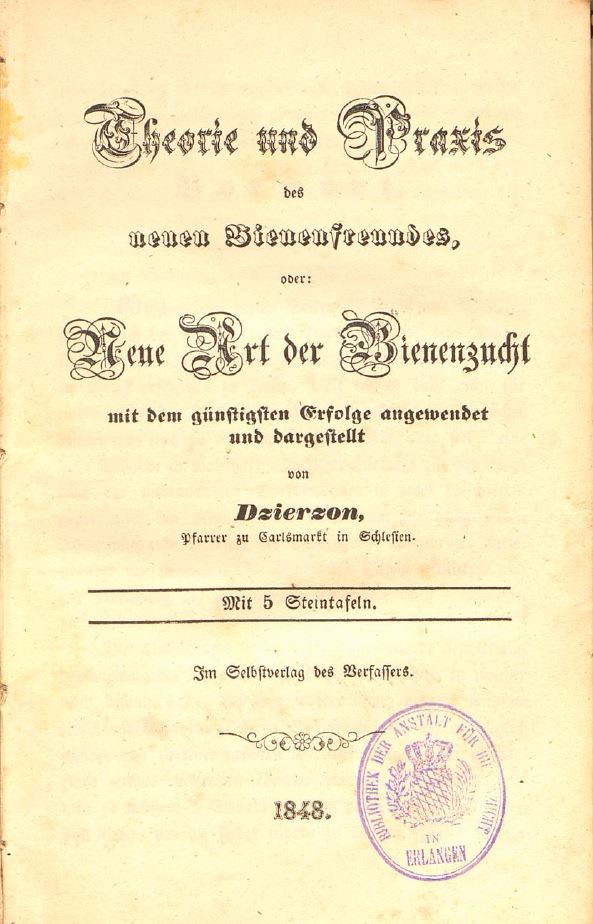 Theorie und Praxis
des
neuen Bienenfreundes,
oder:
Neue Art der Bienenzucht
mit dem günstigsten Erfolge angewendet
und dargestellt
von
Dzierzon,
Pfarrer zu Carlsmarkt in Schlesien.
Mit 5 Steintafeln.
Im Selbstverlag des Verfassers.
1848.
BIBLIOTHEK DER ANSTALT FÜR
IN
ERLANGEN